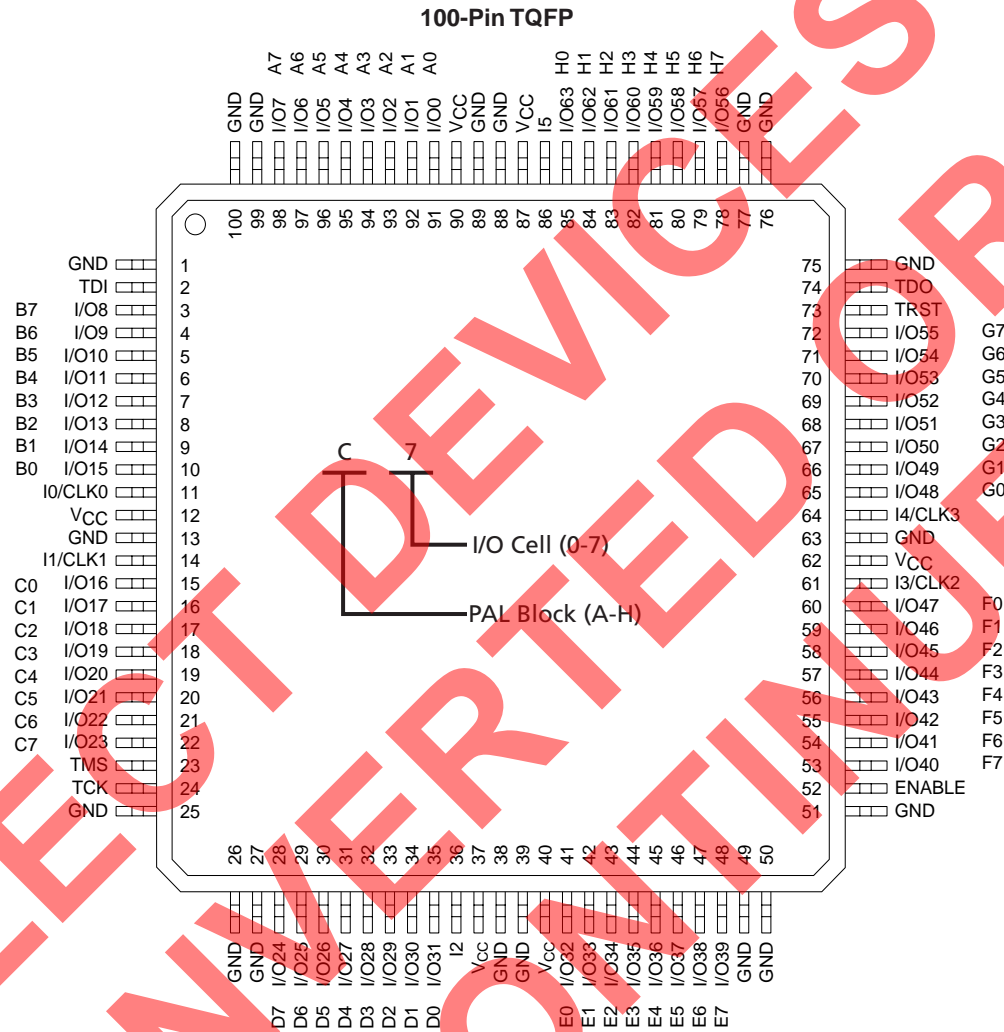 100-Pin TQFP
A7 A6 A5 A4 A3 A2 A1 A0 H0 H1 H2 H3 H4 H5 H6 H7
GND GND I/O7 I/O6 I/O5 I/O4 I/O3 I/O2 I/O1 I/O0 VCC GND GND VCC I5 I/O63 I/O62 I/O61 I/O60 I/O59 I/O58 I/O57 I/O56 GND GND
100 99 98 97 96 95 94 93 92 91 90 89 88 87 86 85 84 83 82 81 80 79 78 77 76
GND 1 75 GND
TDI 2 74 TDO
B7 I/O8 3 73 TRST
B6 I/O9 4 72 I/O55 G7
B5 I/O10 5 71 I/O54 G6
B4 I/O11 6 70 I/O53 G5
B3 I/O12 7 69 I/O52 G4
B2 I/O13 8 68 I/O51 G3
B1 I/O14 9 67 I/O50 G2
B0 I/O15 10 66 I/O49 G1
I0/CLK0 11 65 I/O48 G0
VCC 12 64 I4/CLK3
GND 13 63 GND
I1/CLK1 14 62 VCC
C0 I/O16 15 61 I3/CLK2
C1 I/O17 16 60 I/O47 F0
C2 I/O18 17 59 I/O46 F1
C3 I/O19 18 58 I/O45 F2
C4 I/O20 19 57 I/O44 F3
C5 I/O21 20 56 I/O43 F4
C6 I/O22 21 55 I/O42 F5
C7 I/O23 22 54 I/O41 F6
TMS 23 53 I/O40 F7
TCK 24 52 ENABLE
GND 25 51 GND
C 7
I/O Cell (0-7)
PAL Block (A-H)
26 27 28 29 30 31 32 33 34 35 36 37 38 39 40 41 42 43 44 45 46 47 48 49 50
GND GND I/O24 I/O25 I/O26 I/O27 I/O28 I/O29 I/O30 I/O31 I2 Vcc GND GND Vcc I/O32 I/O33 I/O34 I/O35 I/O36 I/O37 I/O38 I/O39 GND GND
D7 D6 D5 D4 D3 D2 D1 D0 E0 E1 E2 E3 E4 E5 E6 E7
DEVICES